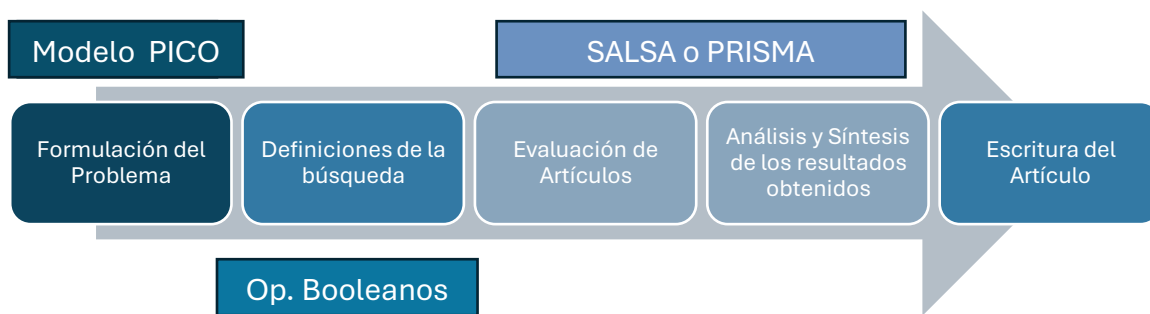 Modelo PICO
SALSA o PRISMA
Formulación del
Problema
Definiciones de la
búsqueda
Evaluación de
Artículos
Análisis y Síntesis
de los resultados
obtenidos
Escritura del
Artículo
Op. Booleanos